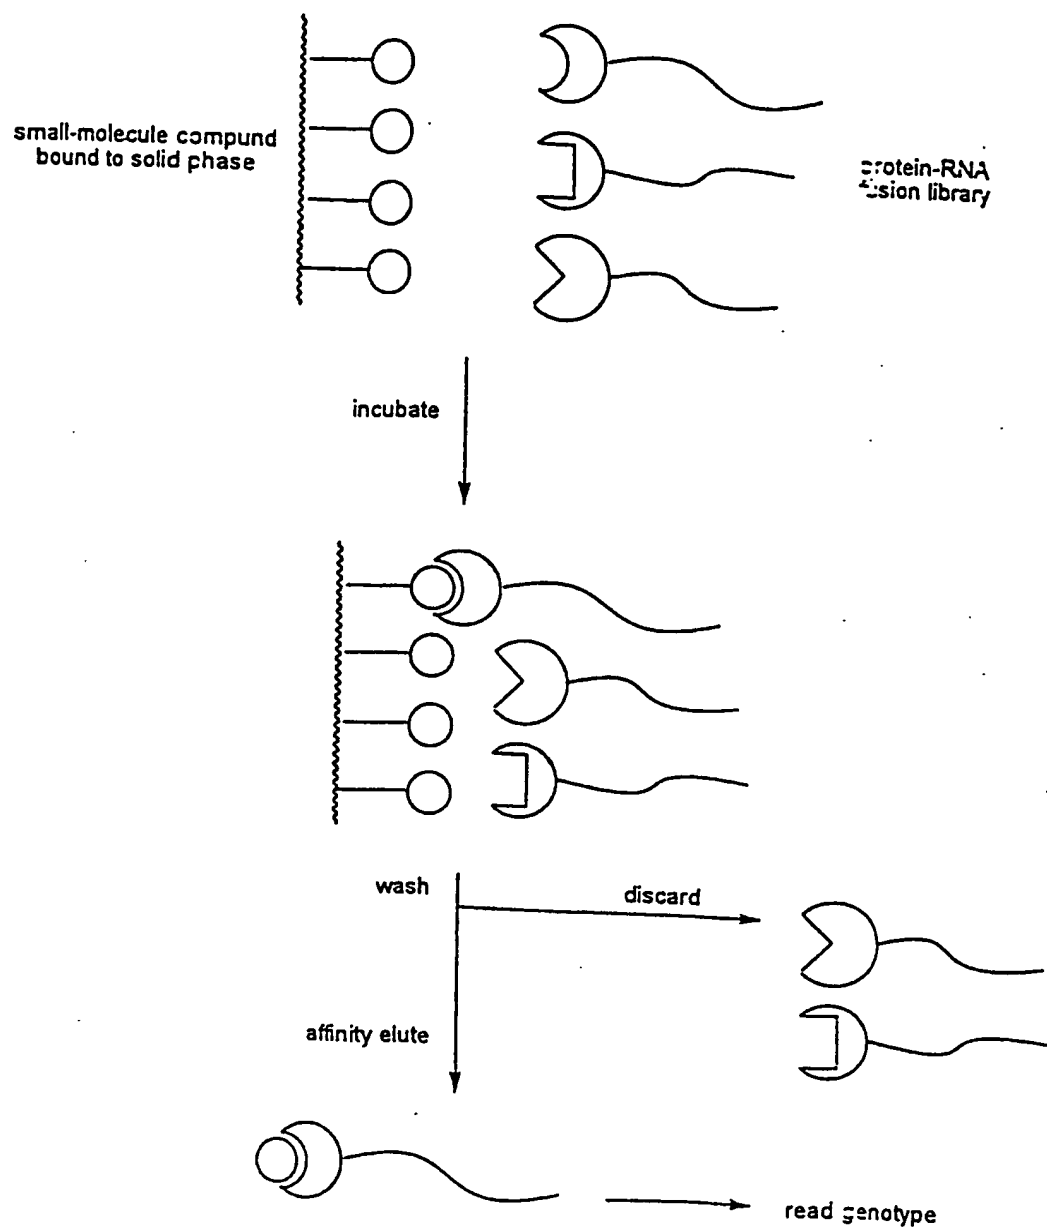 small-molecule compund
bound to solid phase
protein-RNA
fusion library
incubate
wash
discard
affinity elute
read genotype